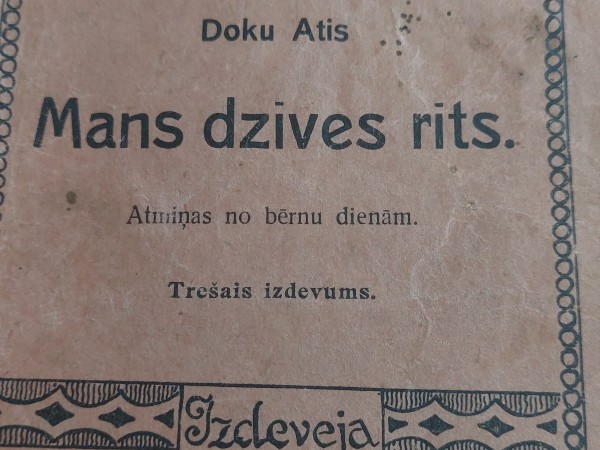 Doku Atis
Mans dzives rits.
Atmiņas no bērnu dienām.
Trešais izdevums.
Izdeveja